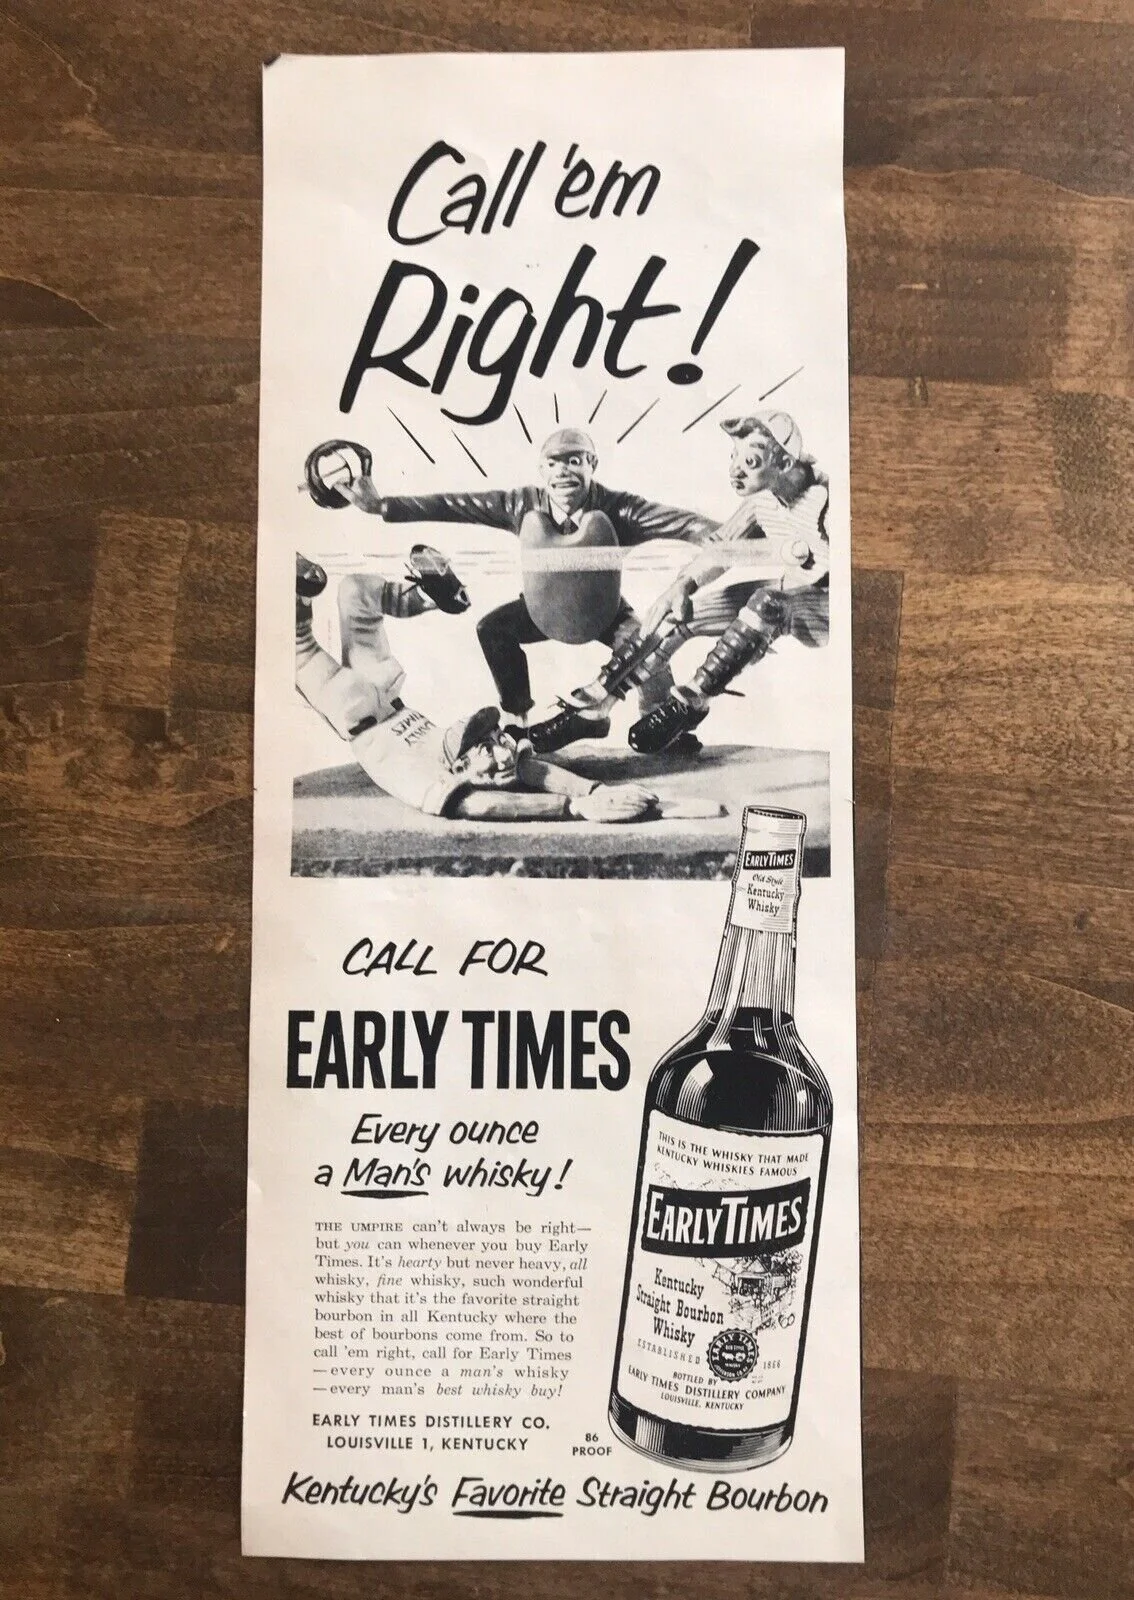 Call 'em
Right!
EARLY
TIMES
CALL FOR
EARLY TIMES
Every ounce
a Man's whisky!
THE UMPIRE can't always be right—
but you can whenever you buy Early
Times. It's hearty but never heavy, all
whisky, fine whisky, such wonderful
whisky that it's the favorite straight
bourbon in all Kentucky where the
best of bourbons come from. So to
call 'em right, call for Early Times
—every ounce a man's whisky
—every man's best whisky buy!
EARLY TIMES DISTILLERY CO.
LOUISVILLE 1, KENTUCKY
86
PROOF
EARLY TIMES
Old Style
Kentucky
Whisky
THIS IS THE WHISKY THAT MADE
KENTUCKY WHISKIES FAMOUS
EARLY TIMES
Kentucky
Straight Bourbon
Whisky
ESTABLISHED 1866
EARLY TIMES
BOTTLED BY
EARLY TIMES DISTILLERY COMPANY
LOUISVILLE, KENTUCKY
Kentucky's Favorite Straight Bourbon